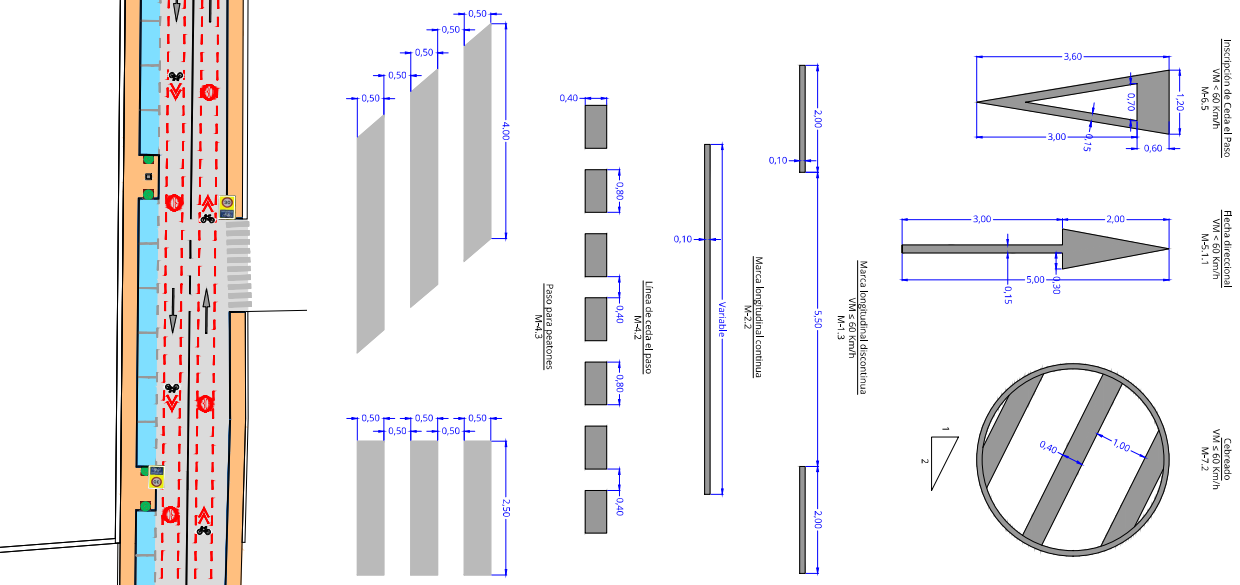 0,50
0,50
0,50
0,50
0,50
4,00
0,50
0,50
0,50
0,50
0,50
2,50
Paso para peatones
M-4.3
0,40
0,80
0,40
0,80
0,40
Línea de ceda el paso
M-4.2
0,10
Variable
Marca longitudinal continua
M-2.2
2,00
0,10
5,50
2,00
Marca longitudinal discontinua
VM ≤ 60 Km/h
M-1.3
3,60
1,20
0,70
0,15
3,00
0,60
Inscripción de Ceda el Paso
VM < 60 Km/h
M-6.5
3,00
2,00
0,30
0,15
5,00
Flecha direccional
VM < 60 Km/h
M-5.1.1
1
2
0,40
1,00
Cebreado
VM ≤ 60 Km/h
M-7.2